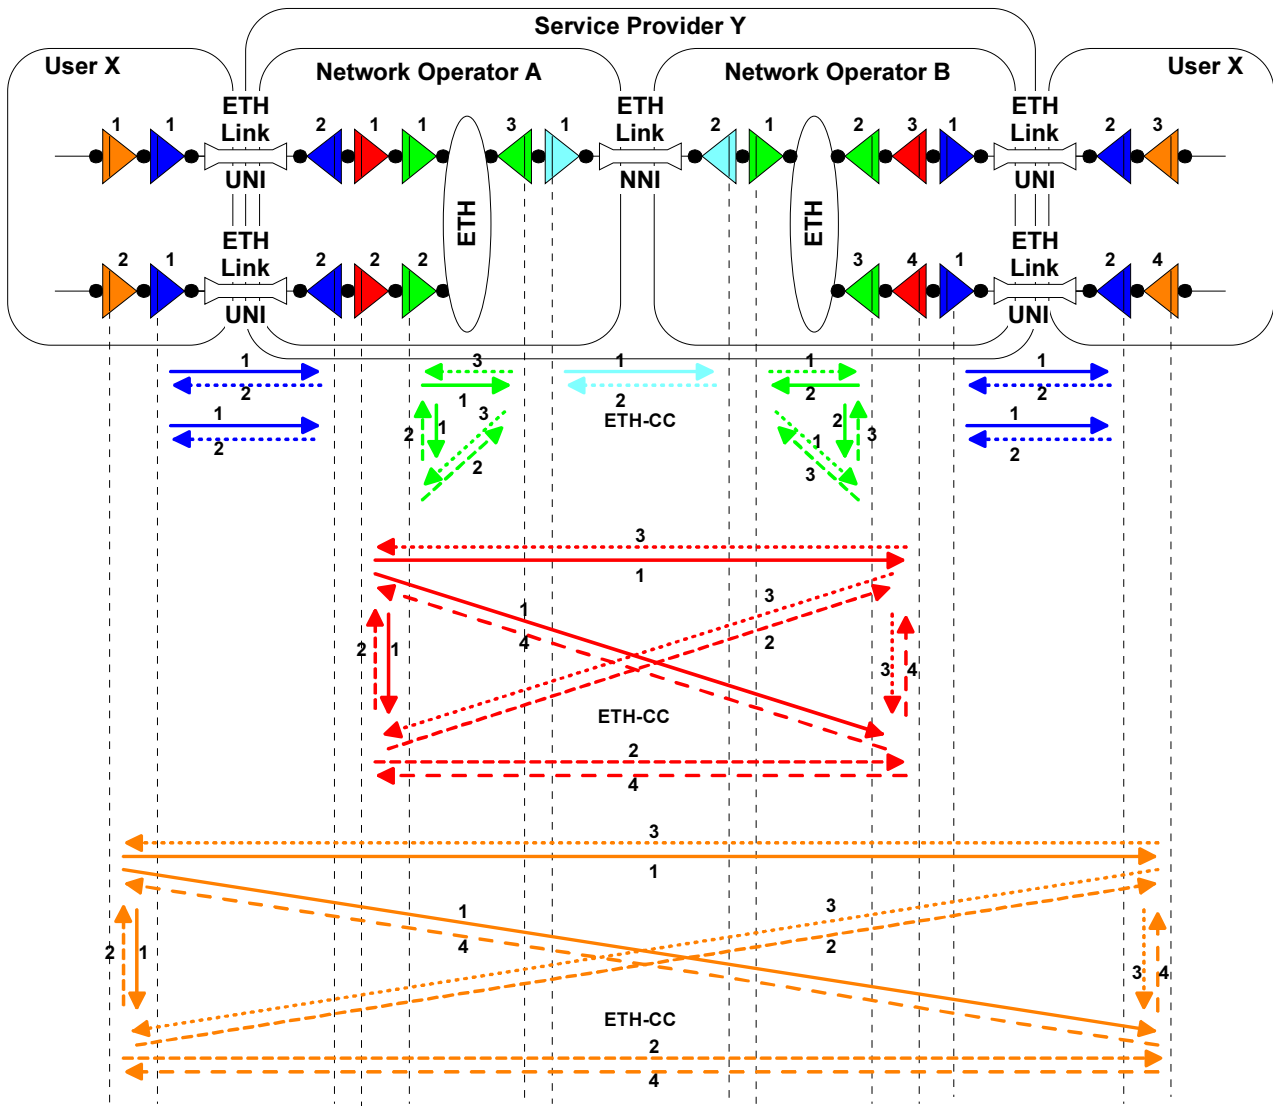 Service Provider Y
User X
Network Operator A
Network Operator B
User X
ETH
Link
UNI
ETH
Link
NNI
ETH
Link
UNI
1 1 2 1 1 3 1 2 1 2 3 1 2 3
ETH
ETH
ETH
Link
UNI
ETH
Link
UNI
2 1 2 2 2 3 4 1 2 4
1 3 1 1 1
2 1 2 2 2
ETH-CC
1 2 1 3 2 1 2 3 1
2 2 3 2
3
1
1 3
4 2
2 1 3 4
ETH-CC
2
4
3
1
1 3
4 2
2 1 3 4
ETH-CC
2
4